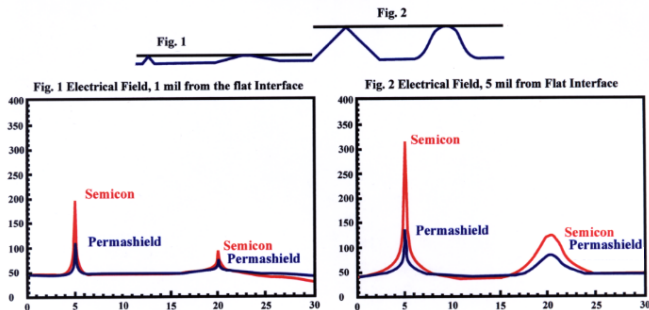 Fig. 2
Fig. 1
Fig. 1 Electrical Field, 1 mil from the flat Interface
Fig. 2 Electrical Field, 5 mil from Flat Interface
400
350
300
250
200
150
100
50
0
0
5
10
15
20
25
30
Semicon
Permashield
Semicon
Permashield
400
350
300
250
200
150
100
50
0
0
5
10
15
20
25
30
Semicon
Permashield
Semicon
Permashield